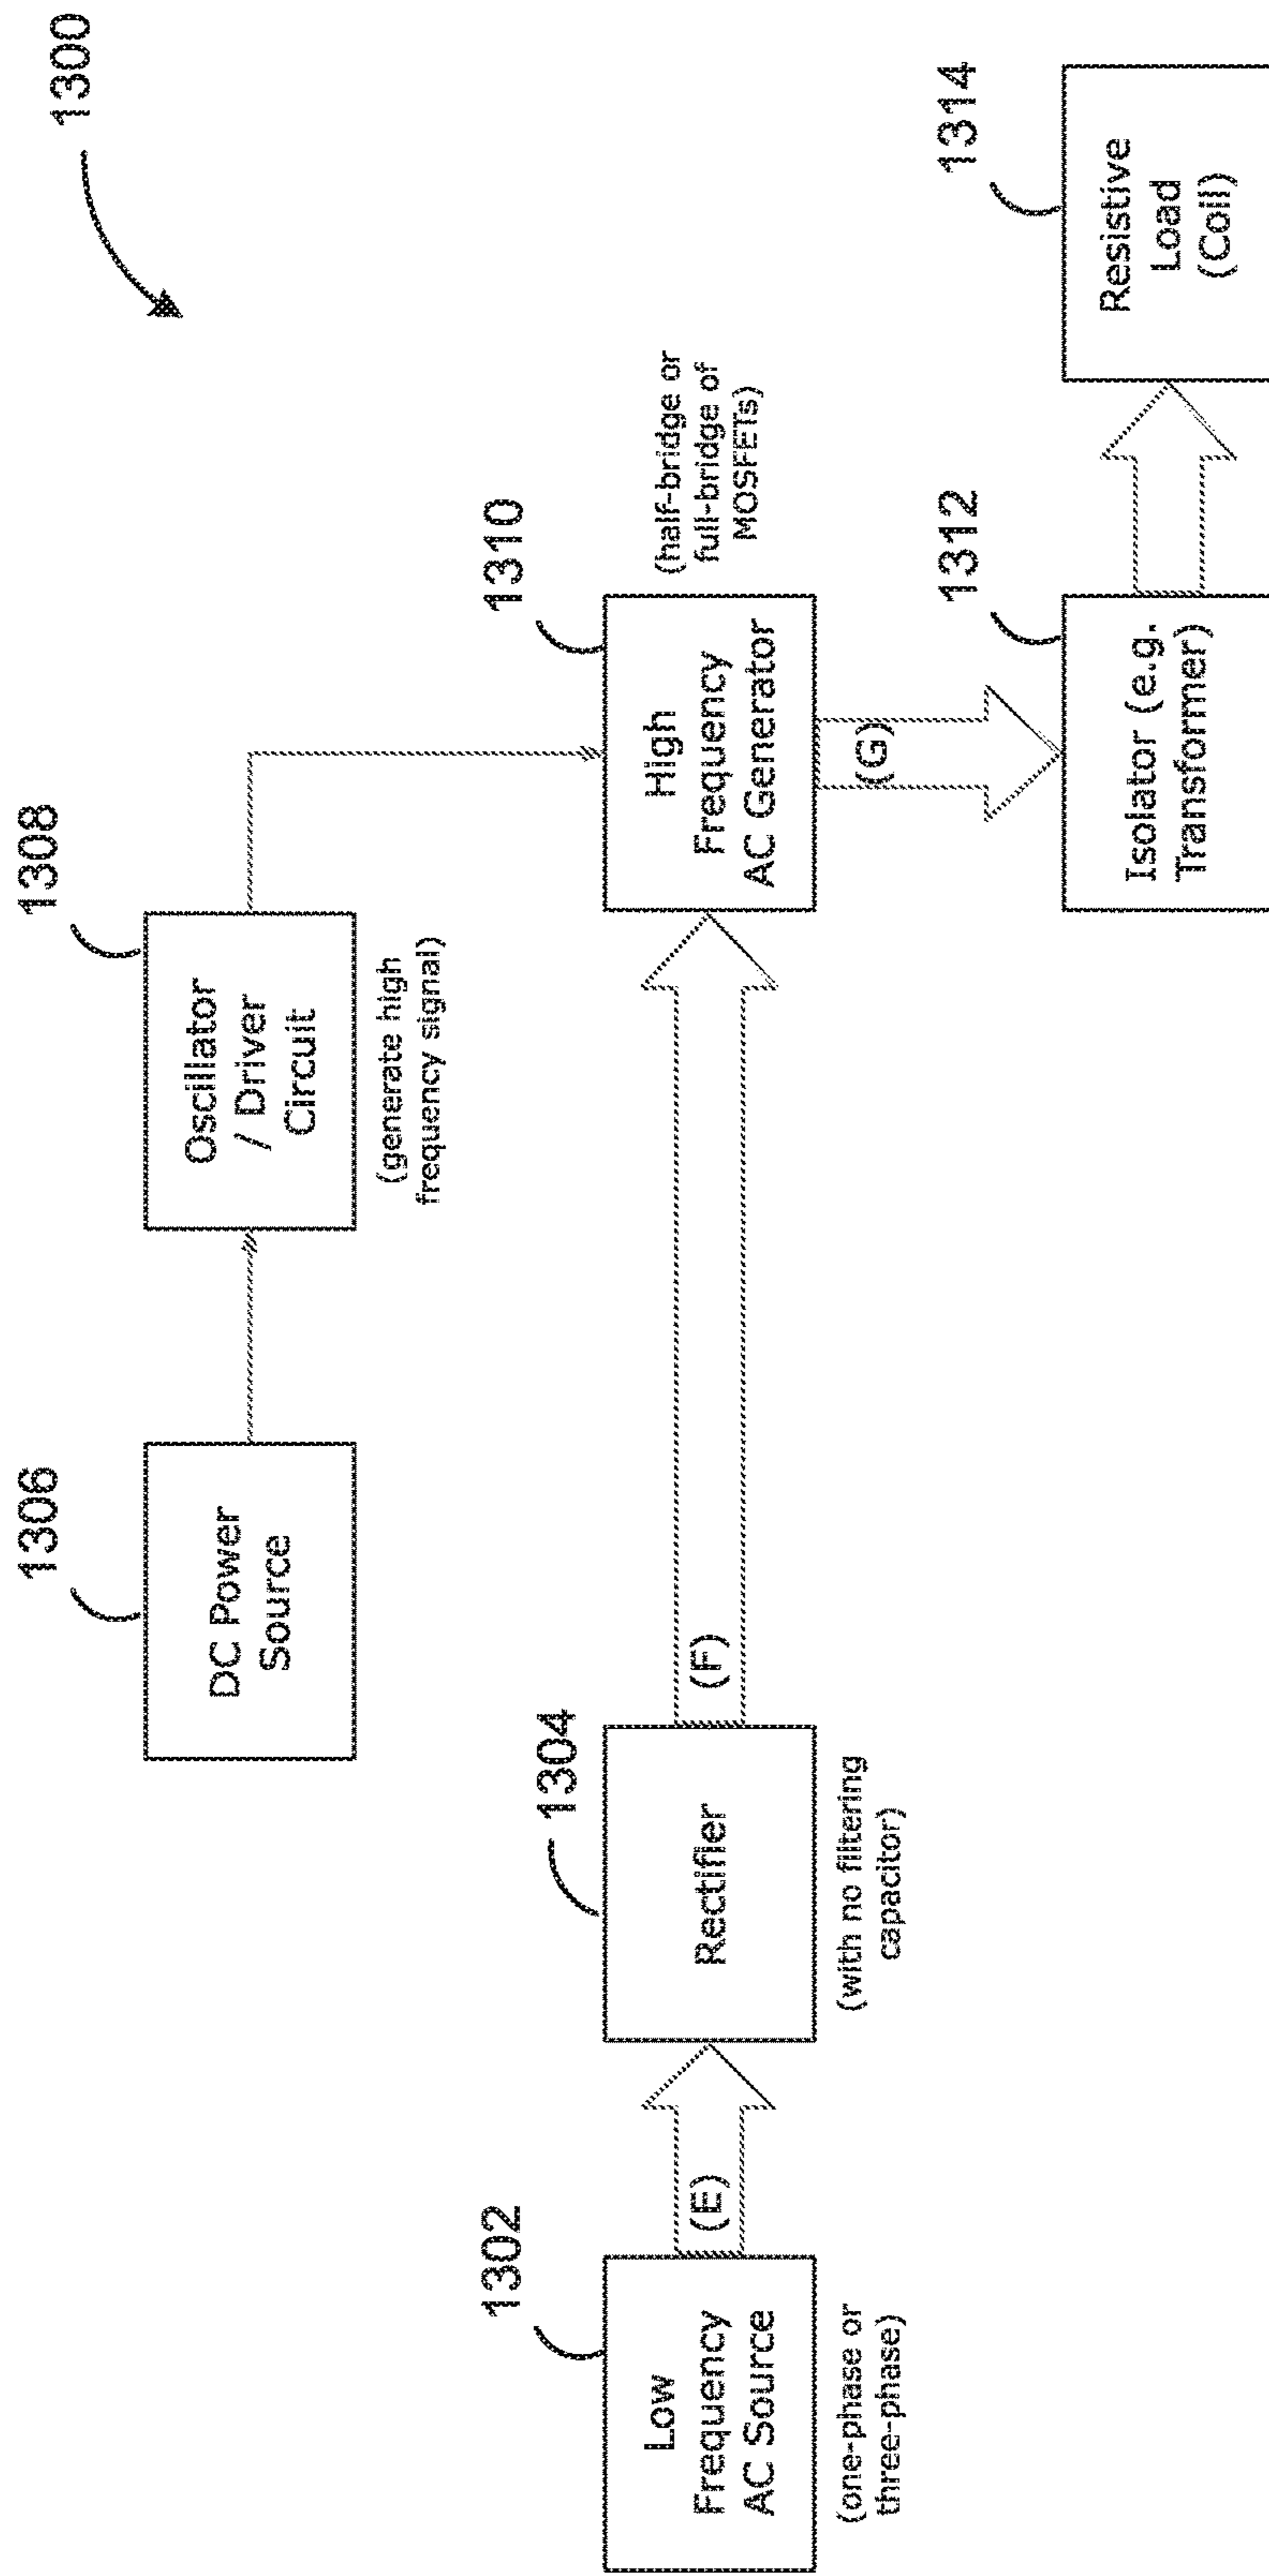 1300
1306
DC Power
Source
1308
Oscillator
/ Driver
Circuit
(generate high
frequency signal)
1302
Low
Frequency
AC Source
(one-phase or
three-phase)
(E)
1304
Rectifier
(with no filtering
capacitor)
(F)
1310
High
Frequency
AC Generator
(half-bridge or
full-bridge of
MOSFETs)
(G)
1312
Isolator (e.g.
Transformer)
1314
Resistive
Load
(Coil)